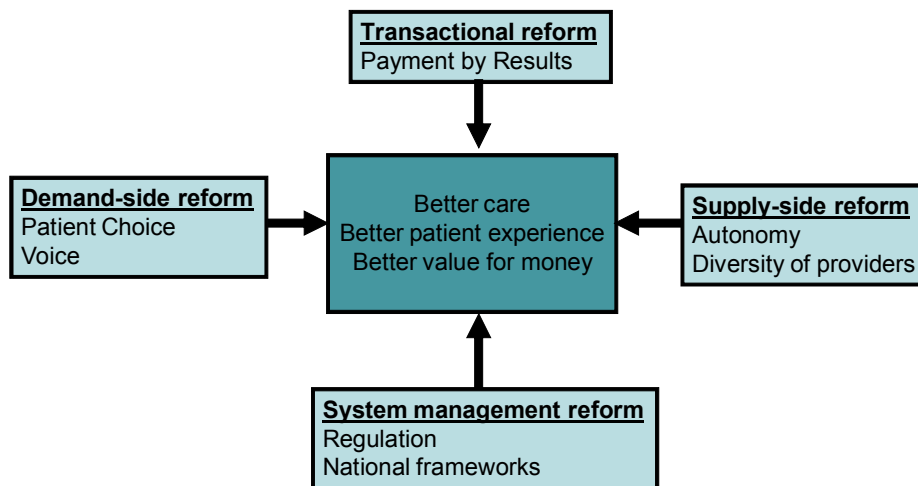 Transactional reform
Payment by Results
Demand-side reform
Patient Choice
Voice
Better care
Better patient experience
Better value for money
Supply-side reform
Autonomy
Diversity of providers
System management reform
Regulation
National frameworks